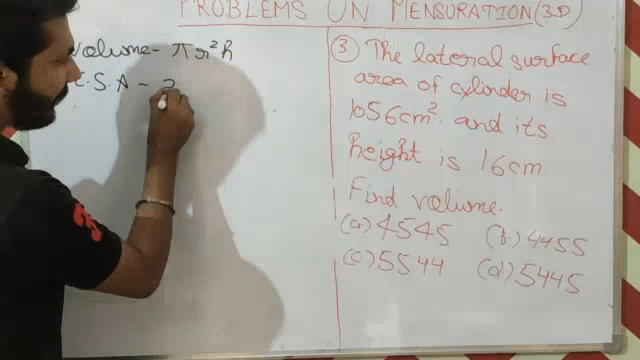 PROBLEMS ON MENSURATION (3D)
Volume - πr²h
L.S.A - 2
③ The lateral surface
area of cylinder is
1056cm². and its
height is 16cm.
Find volume.
(a.) 4545 (b.) 4455
(c.) 5544 (d.) 5445